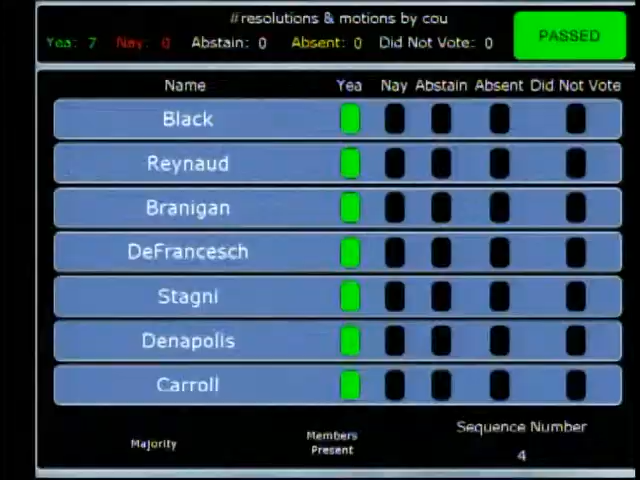 #resolutions & motions by cou
Yea: 7 Nay: 0 Abstain: 0 Absent: 0 Did Not Vote: 0 PASSED
Name Yea Nay Abstain Absent Did Not Vote
Black
Reynaud
Branigan
DeFrancesch
Stagni
Denapolis
Carroll
Majority Members Present Sequence Number
4